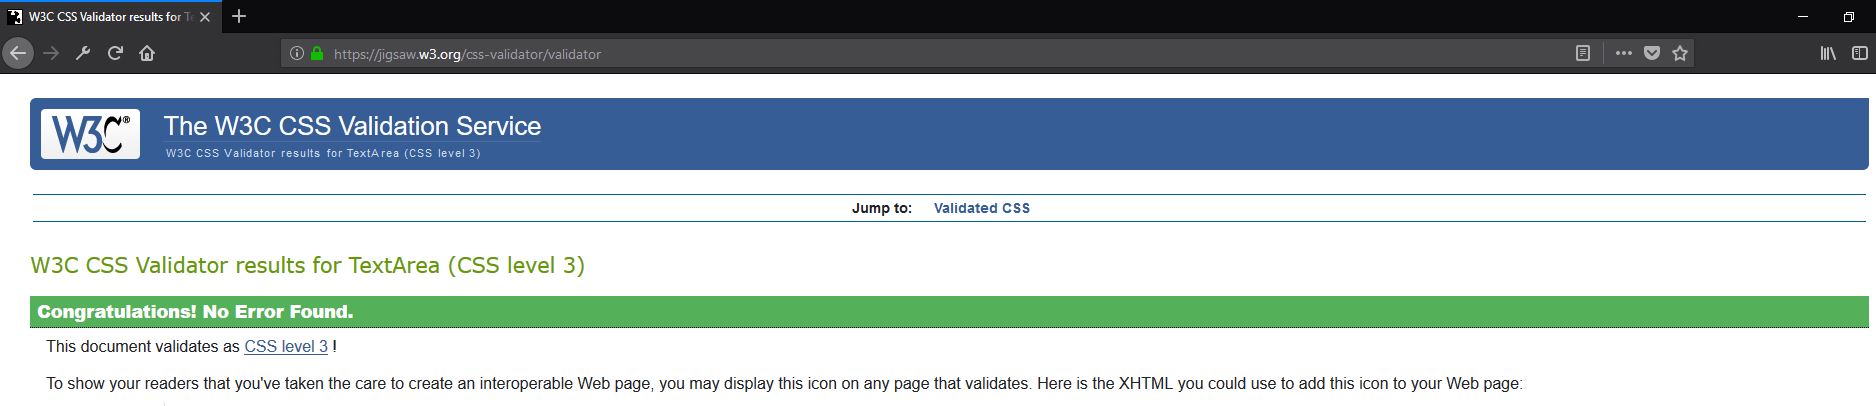 W3C CSS Validator results for Te
https://jigsaw.w3.org/css-validator/validator
W3C®
The W3C CSS Validation Service
W3C CSS Validator results for TextArea (CSS level 3)
Jump to: Validated CSS
W3C CSS Validator results for TextArea (CSS level 3)
Congratulations! No Error Found.
This document validates as CSS level 3 !
To show your readers that you've taken the care to create an interoperable Web page, you may display this icon on any page that validates. Here is the XHTML you could use to add this icon to your Web page: